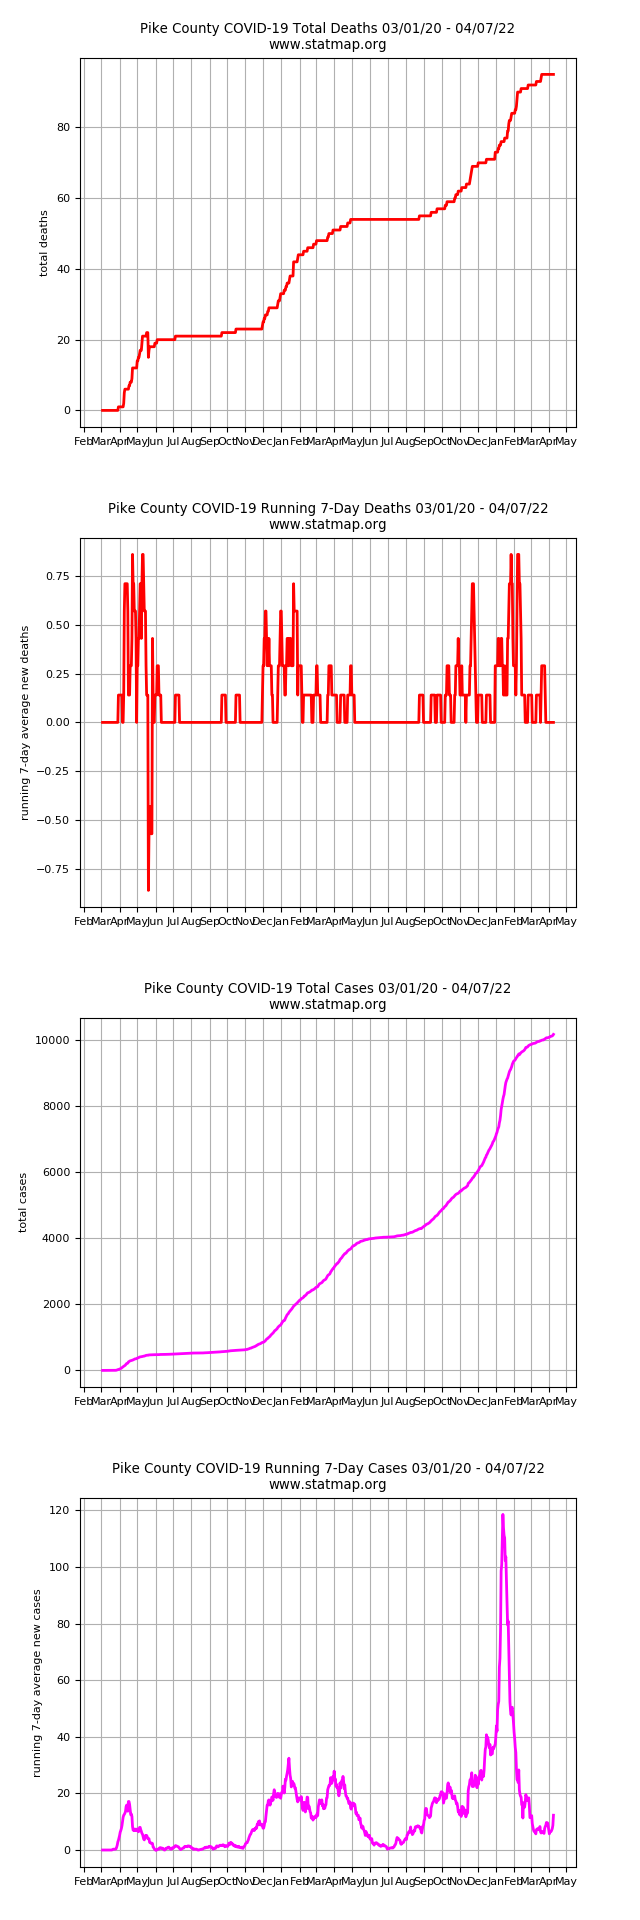 Pike County COVID-19 Total Deaths 03/01/20 - 04/07/22
www.statmap.org
total deaths
80
60
40
20
0
Feb Mar Apr May Jun Jul Aug Sep Oct Nov Dec Jan Feb Mar Apr May Jun Jul Aug Sep Oct Nov Dec Jan Feb Mar Apr May
Pike County COVID-19 Running 7-Day Deaths 03/01/20 - 04/07/22
www.statmap.org
running 7-day average new deaths
0.75
0.50
0.25
0.00
−0.25
−0.50
−0.75
Feb Mar Apr May Jun Jul Aug Sep Oct Nov Dec Jan Feb Mar Apr May Jun Jul Aug Sep Oct Nov Dec Jan Feb Mar Apr May
Pike County COVID-19 Total Cases 03/01/20 - 04/07/22
www.statmap.org
total cases
10000
8000
6000
4000
2000
0
Feb Mar Apr May Jun Jul Aug Sep Oct Nov Dec Jan Feb Mar Apr May Jun Jul Aug Sep Oct Nov Dec Jan Feb Mar Apr May
Pike County COVID-19 Running 7-Day Cases 03/01/20 - 04/07/22
www.statmap.org
running 7-day average new cases
120
100
80
60
40
20
0
Feb Mar Apr May Jun Jul Aug Sep Oct Nov Dec Jan Feb Mar Apr May Jun Jul Aug Sep Oct Nov Dec Jan Feb Mar Apr May